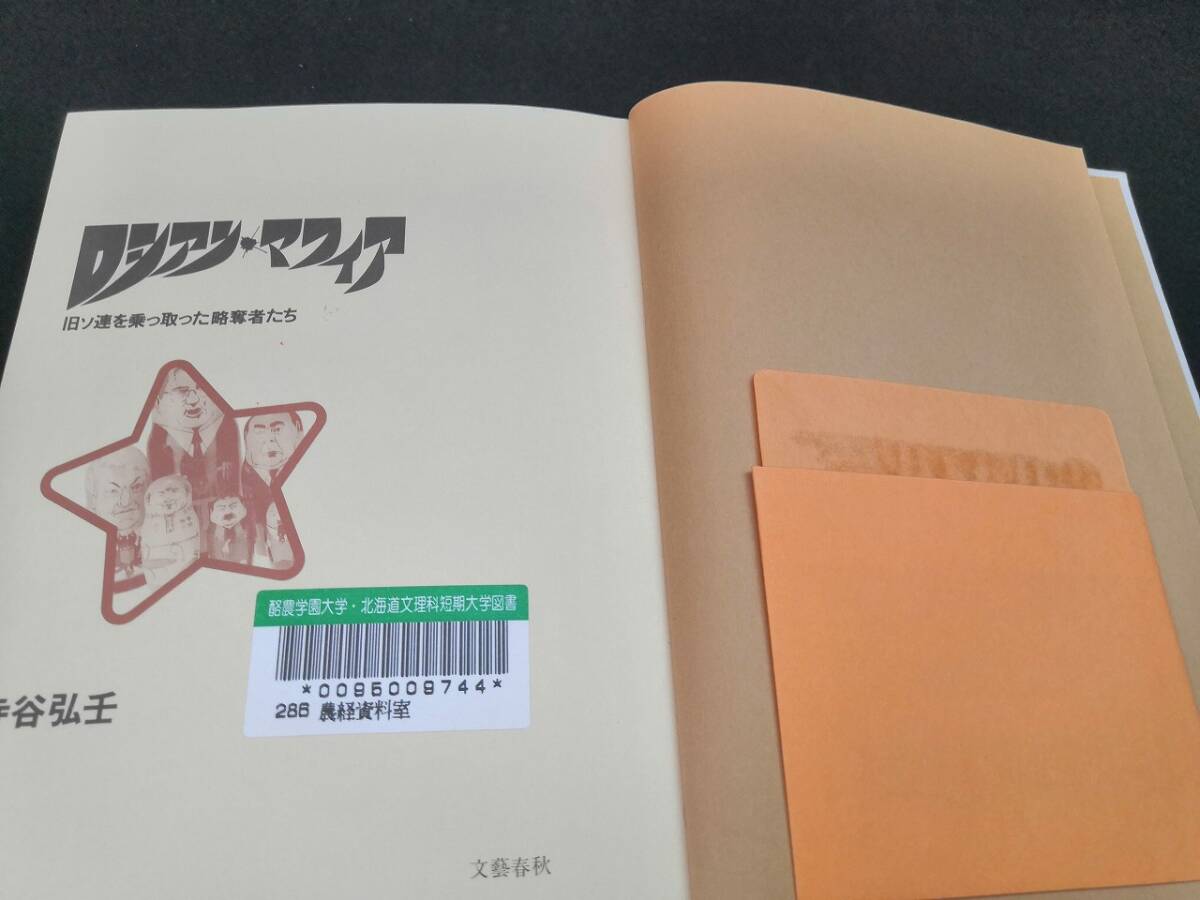 ロシアン・マフィア
旧ソ連を乗っ取った略奪者たち
酪農学園大学・北海道文理科短期大学図書
*0095009744*
286 農経資料室
寺谷弘壬
文藝春秋